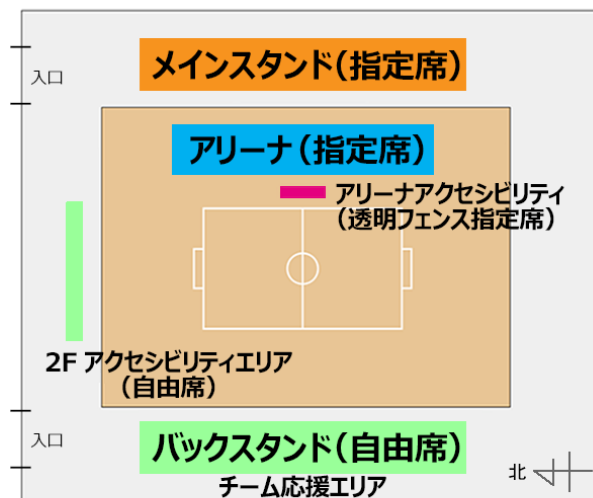 メインスタンド(指定席)
入口
アリーナ(指定席)
アリーナアクセシビリティ
(透明フェンス指定席)
2F アクセシビリティエリア
(自由席)
入口
バックスタンド(自由席)
チーム応援エリア
北